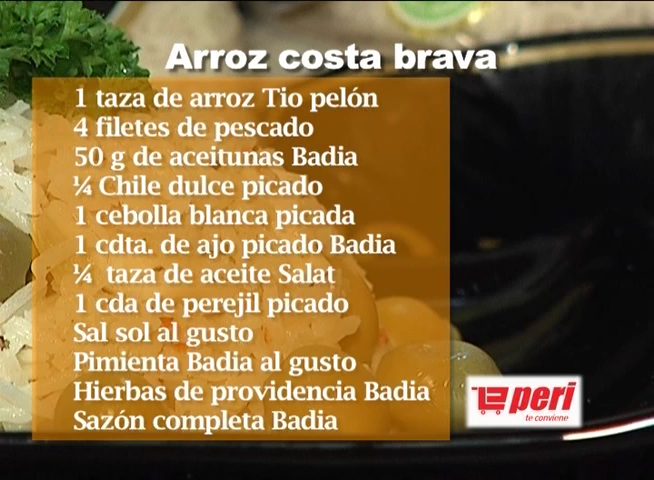 Arroz costa brava
1 taza de arroz Tio pelón
4 filetes de pescado
50 g de aceitunas Badia
¼ Chile dulce picado
1 cebolla blanca picada
1 cdta. de ajo picado Badia
¼ taza de aceite Salat
1 cda de perejil picado
Sal sol al gusto
Pimienta Badia al gusto
Hierbas de providencia Badia
Sazón completa Badia
peri
te conviene